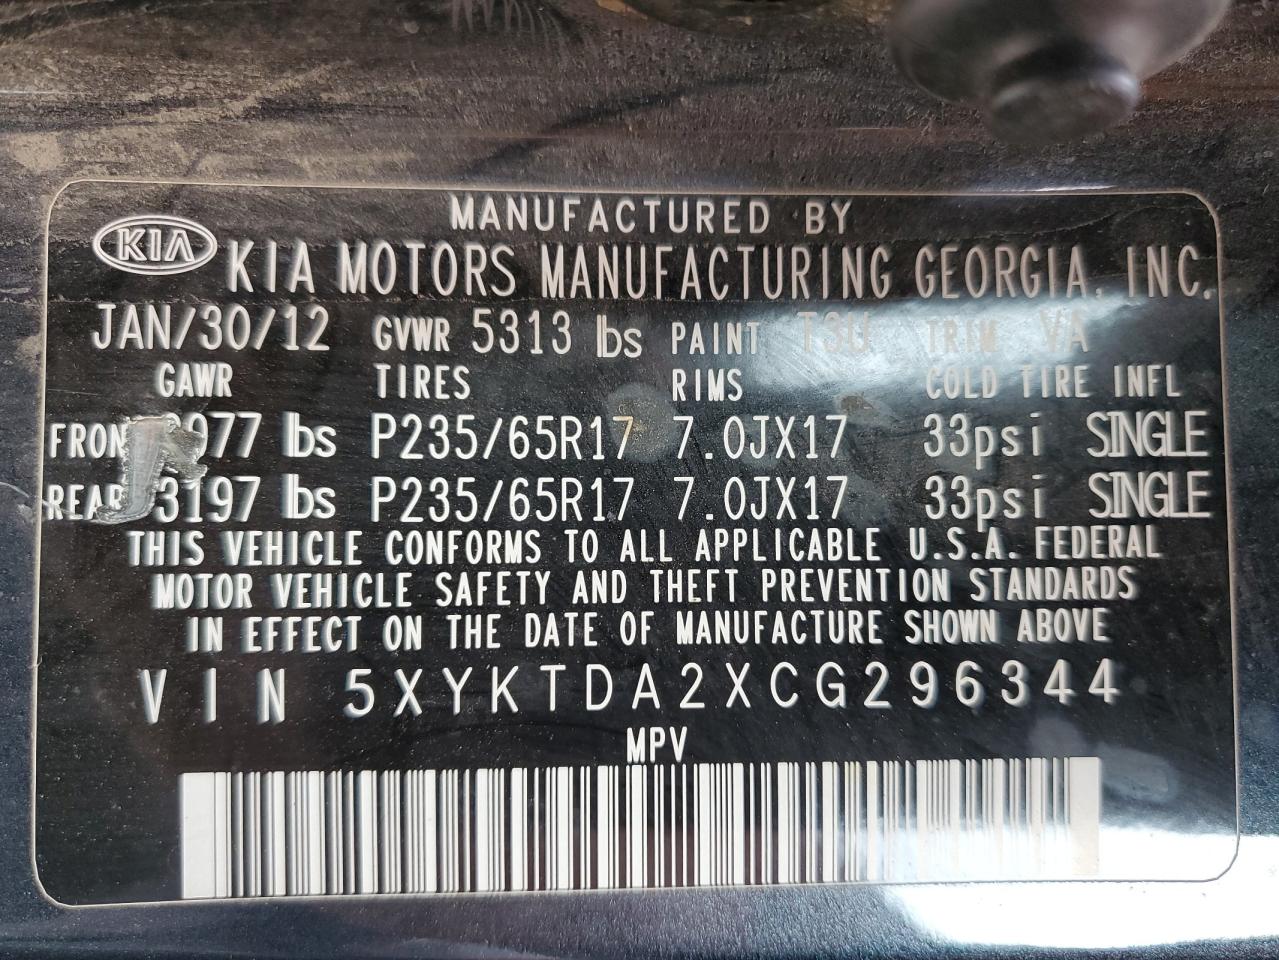 MANUFACTURED BY
KIA KIA MOTORS MANUFACTURING GEORGIA, INC.
JAN/30/12 GVWR 5313 lbs PAINT T3U TRIM VA
GAWR TIRES RIMS COLD TIRE INFL
lbs P235/65R17 7.0JX17 33psi SINGLE
REAR 3197 lbs P235/65R17 7.0JX17 33psi SINGLE
THIS VEHICLE CONFORMS TO ALL APPLICABLE U.S.A. FEDERAL
MOTOR VEHICLE SAFETY AND THEFT PREVENTION STANDARDS
IN EFFECT ON THE DATE OF MANUFACTURE SHOWN ABOVE
VIN 5XYKTDA2XCG296344
MPV